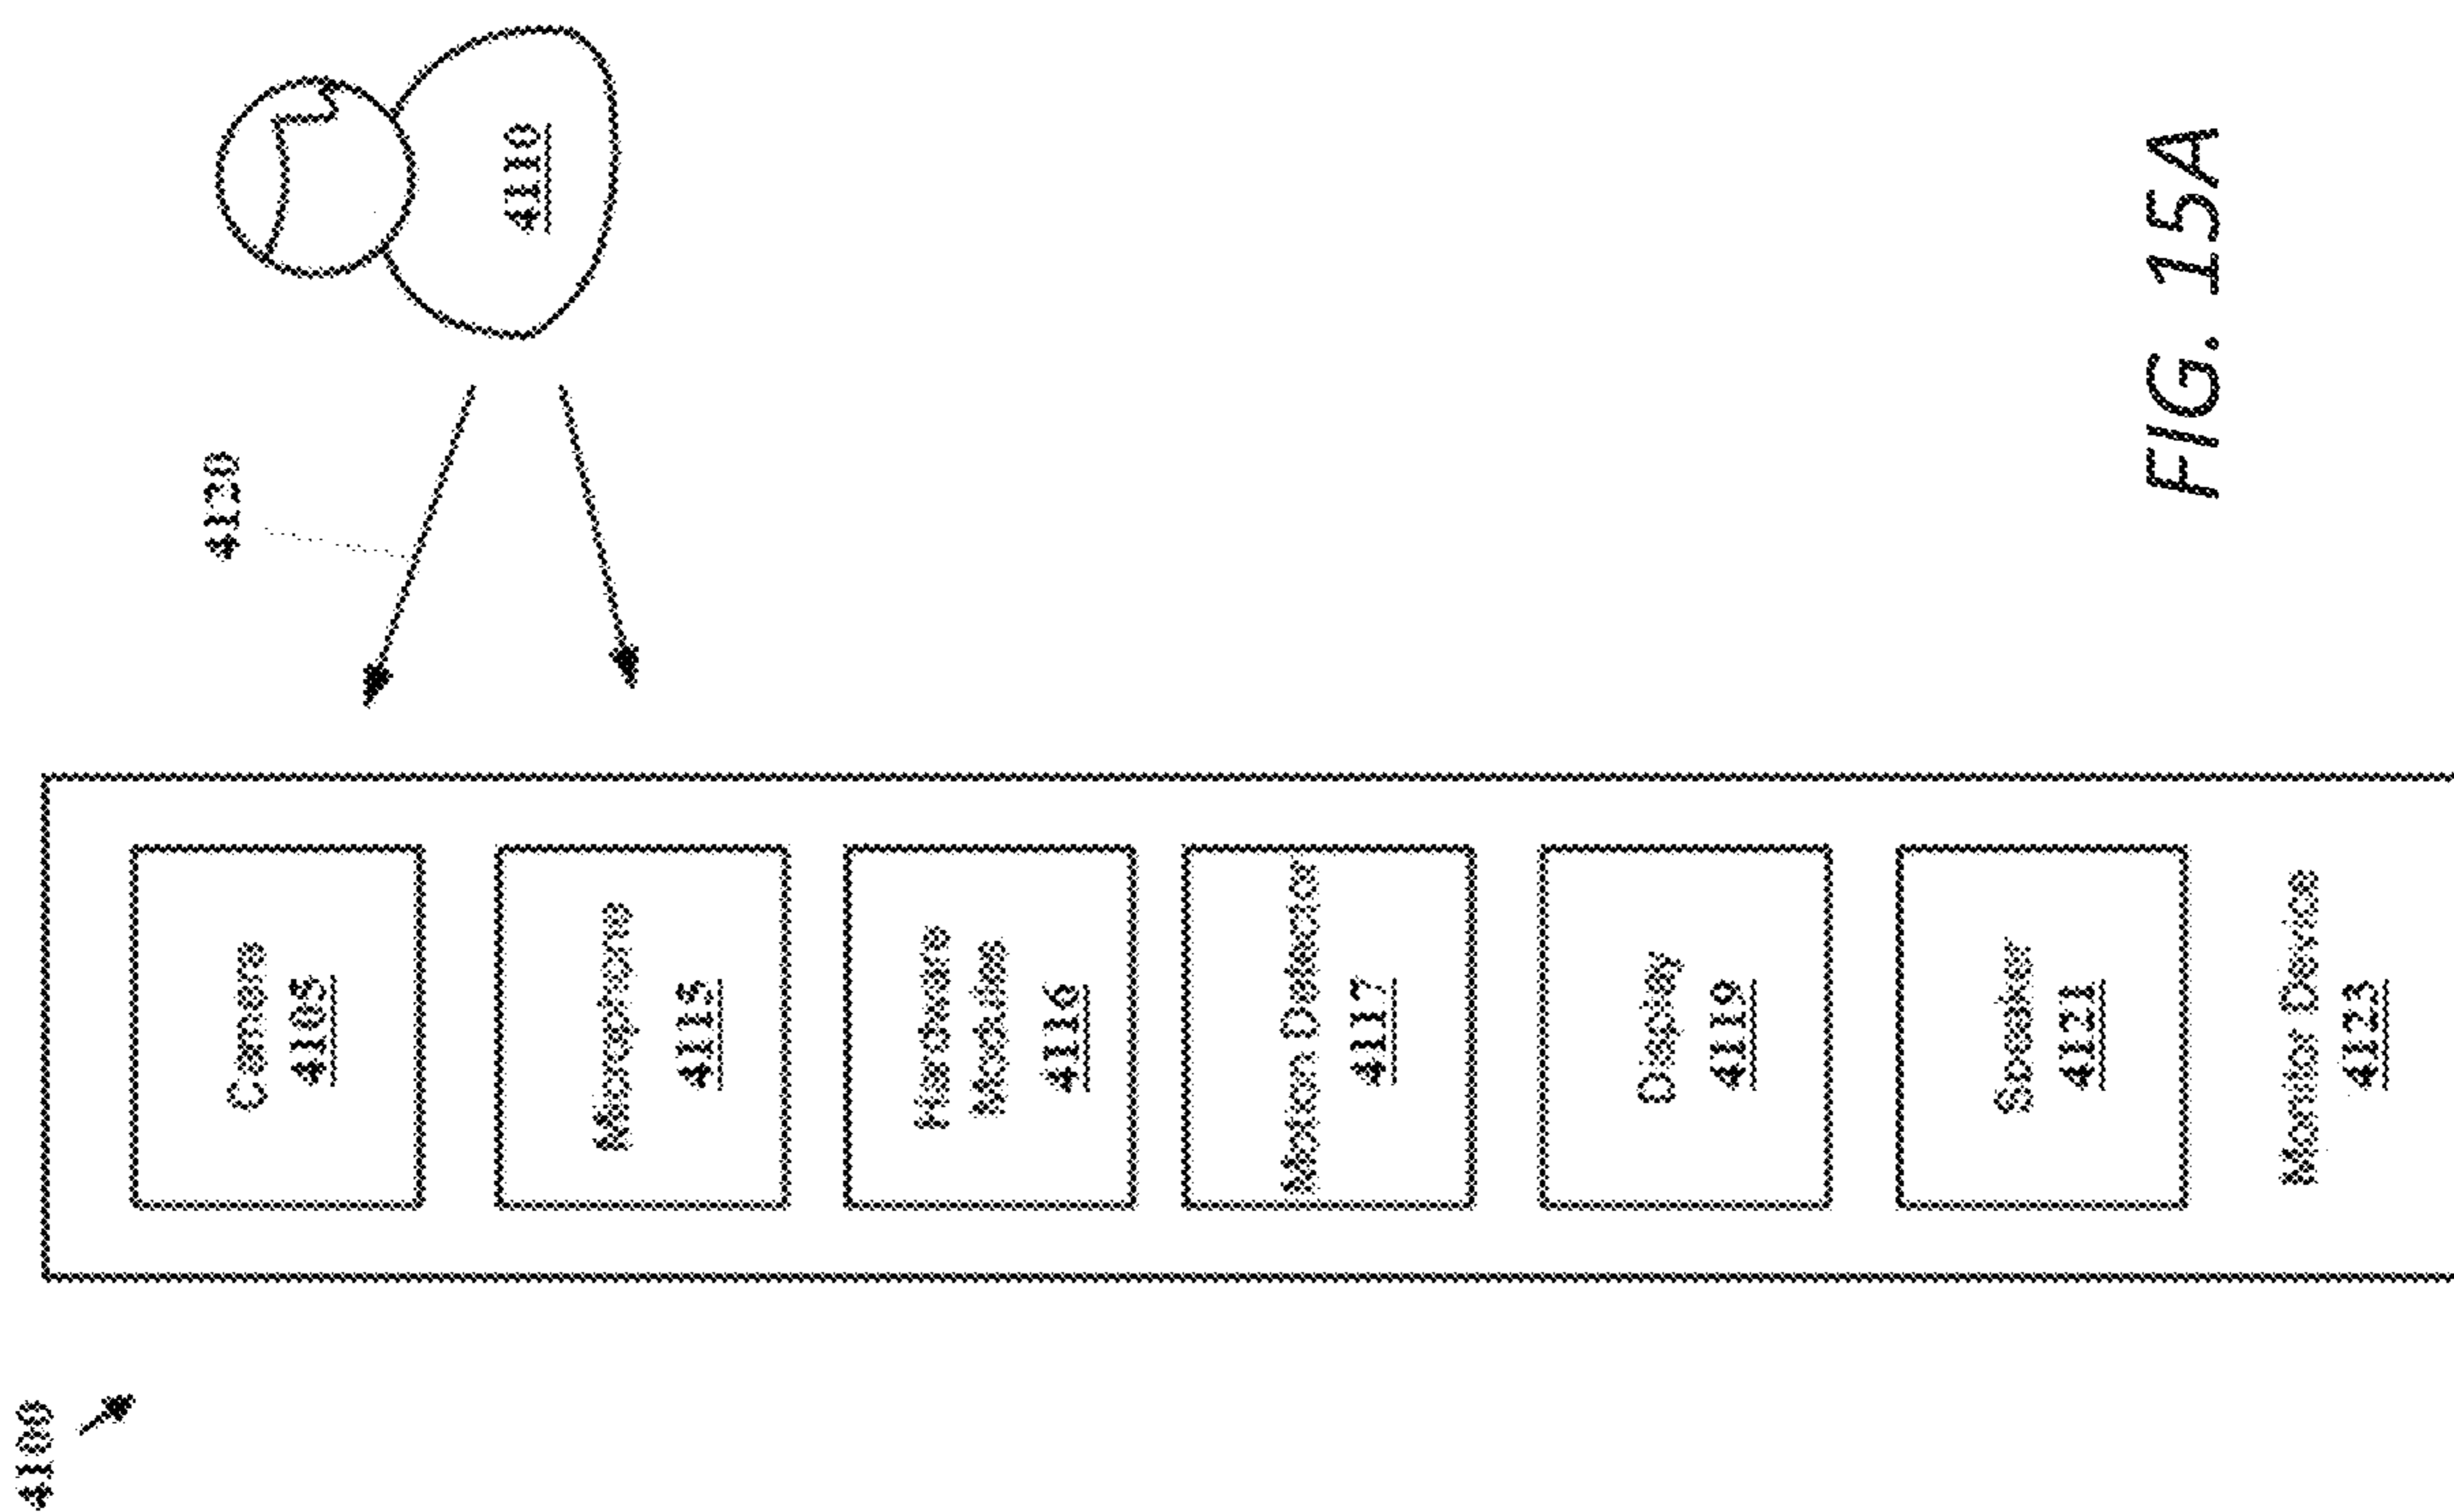 4100
Camera
4105
Microphone
4115
Hardware
Modules
4116
Motion Detector
4117
Display
4119
Speaker
4121
Monitor Device
4123
4120
4110
FIG. 15A